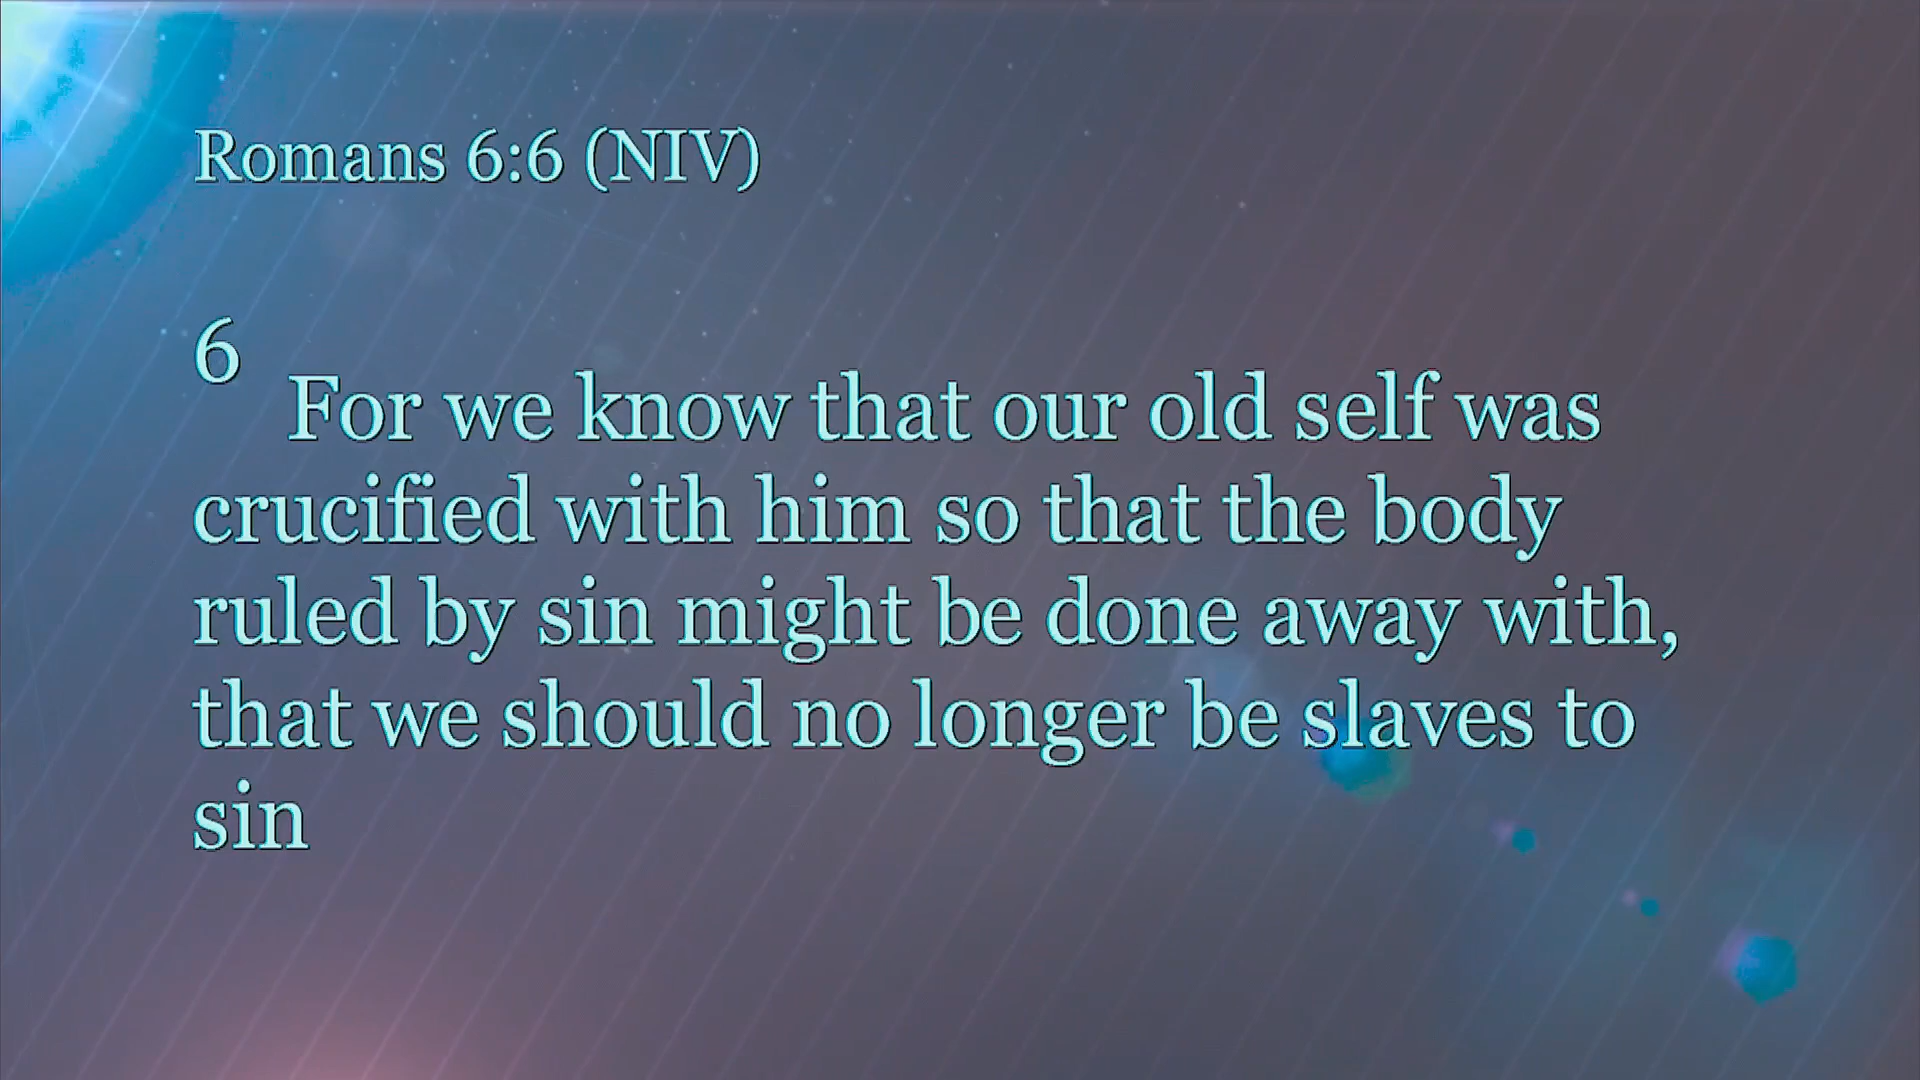 Romans 6:6 (NIV)
6
For we know that our old self was
crucified with him so that the body
ruled by sin might be done away with,
that we should no longer be slaves to
sin